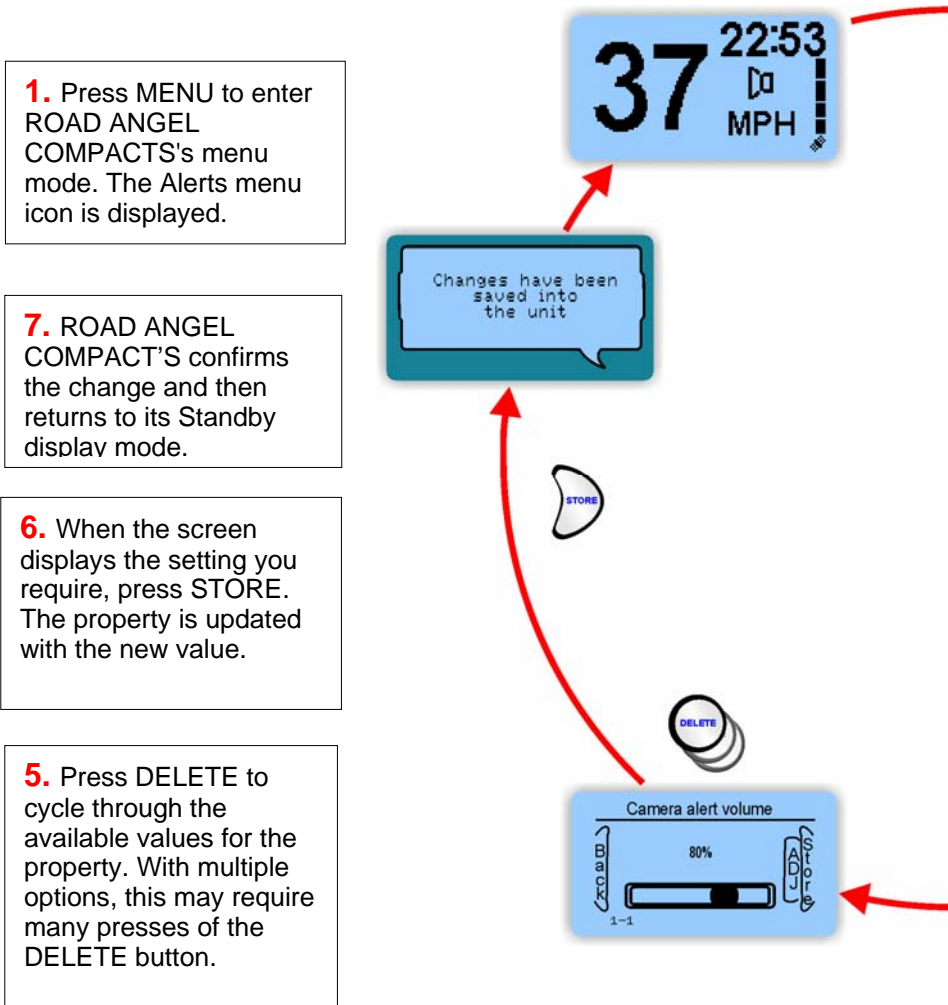 1. Press MENU to enter
ROAD ANGEL
COMPACTS's menu
mode. The Alerts menu
icon is displayed.
7. ROAD ANGEL
COMPACT’S confirms
the change and then
returns to its Standby
display mode.
6. When the screen
displays the setting you
require, press STORE.
The property is updated
with the new value.
5. Press DELETE to
cycle through the
available values for the
property. With multiple
options, this may require
many presses of the
DELETE button.
37
22:53
MPH
Changes have been
saved into
the unit
STORE
DELETE
Camera alert volume
Back
80%
ADJ
Store
1-1